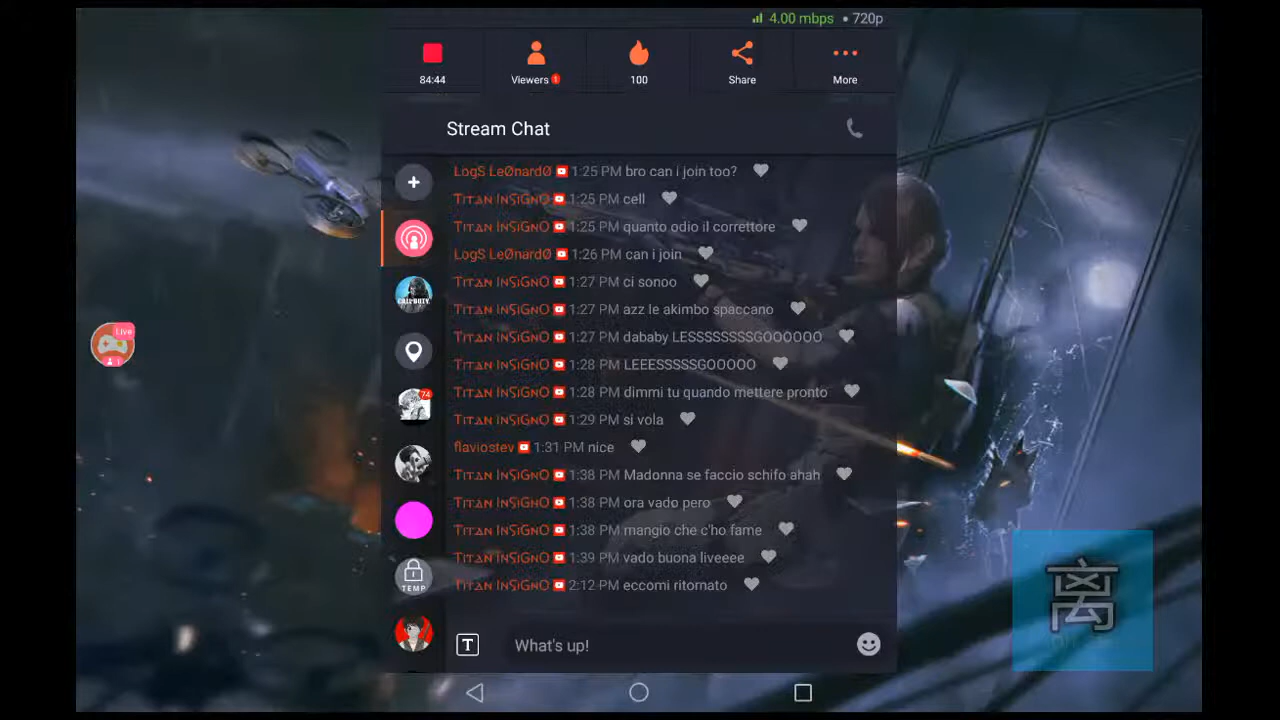 4.00 mbps • 720p
84:44
Viewers 1
100
Share
More
Stream Chat
LogS LeØnardØ 1:25 PM bro can i join too?
TITAN INSIGNO 1:25 PM cell
TITAN INSIGNO 1:25 PM quanto odio il correttore
LogS LeØnardØ 1:26 PM can i join
TITAN INSIGNO 1:27 PM ci sonoo
TITAN INSIGNO 1:27 PM azz le akimbo spaccano
TITAN INSIGNO 1:27 PM dababy LESSSSSSSSGOOOOOO
TITAN INSIGNO 1:28 PM LEEESSSSSGOOOOO
TITAN INSIGNO 1:28 PM dimmi tu quando mettere pronto
TITAN INSIGNO 1:29 PM si vola
flaviostev 1:31 PM nice
TITAN INSIGNO 1:38 PM Madonna se faccio schifo ahah
TITAN INSIGNO 1:38 PM ora vado pero
TITAN INSIGNO 1:38 PM mangio che c'ho fame
TITAN INSIGNO 1:39 PM vado buona liveeee
TITAN INSIGNO 2:12 PM eccomi ritornato
T What's up!
Live
1
CALL•DUTY
74
TEMP
离